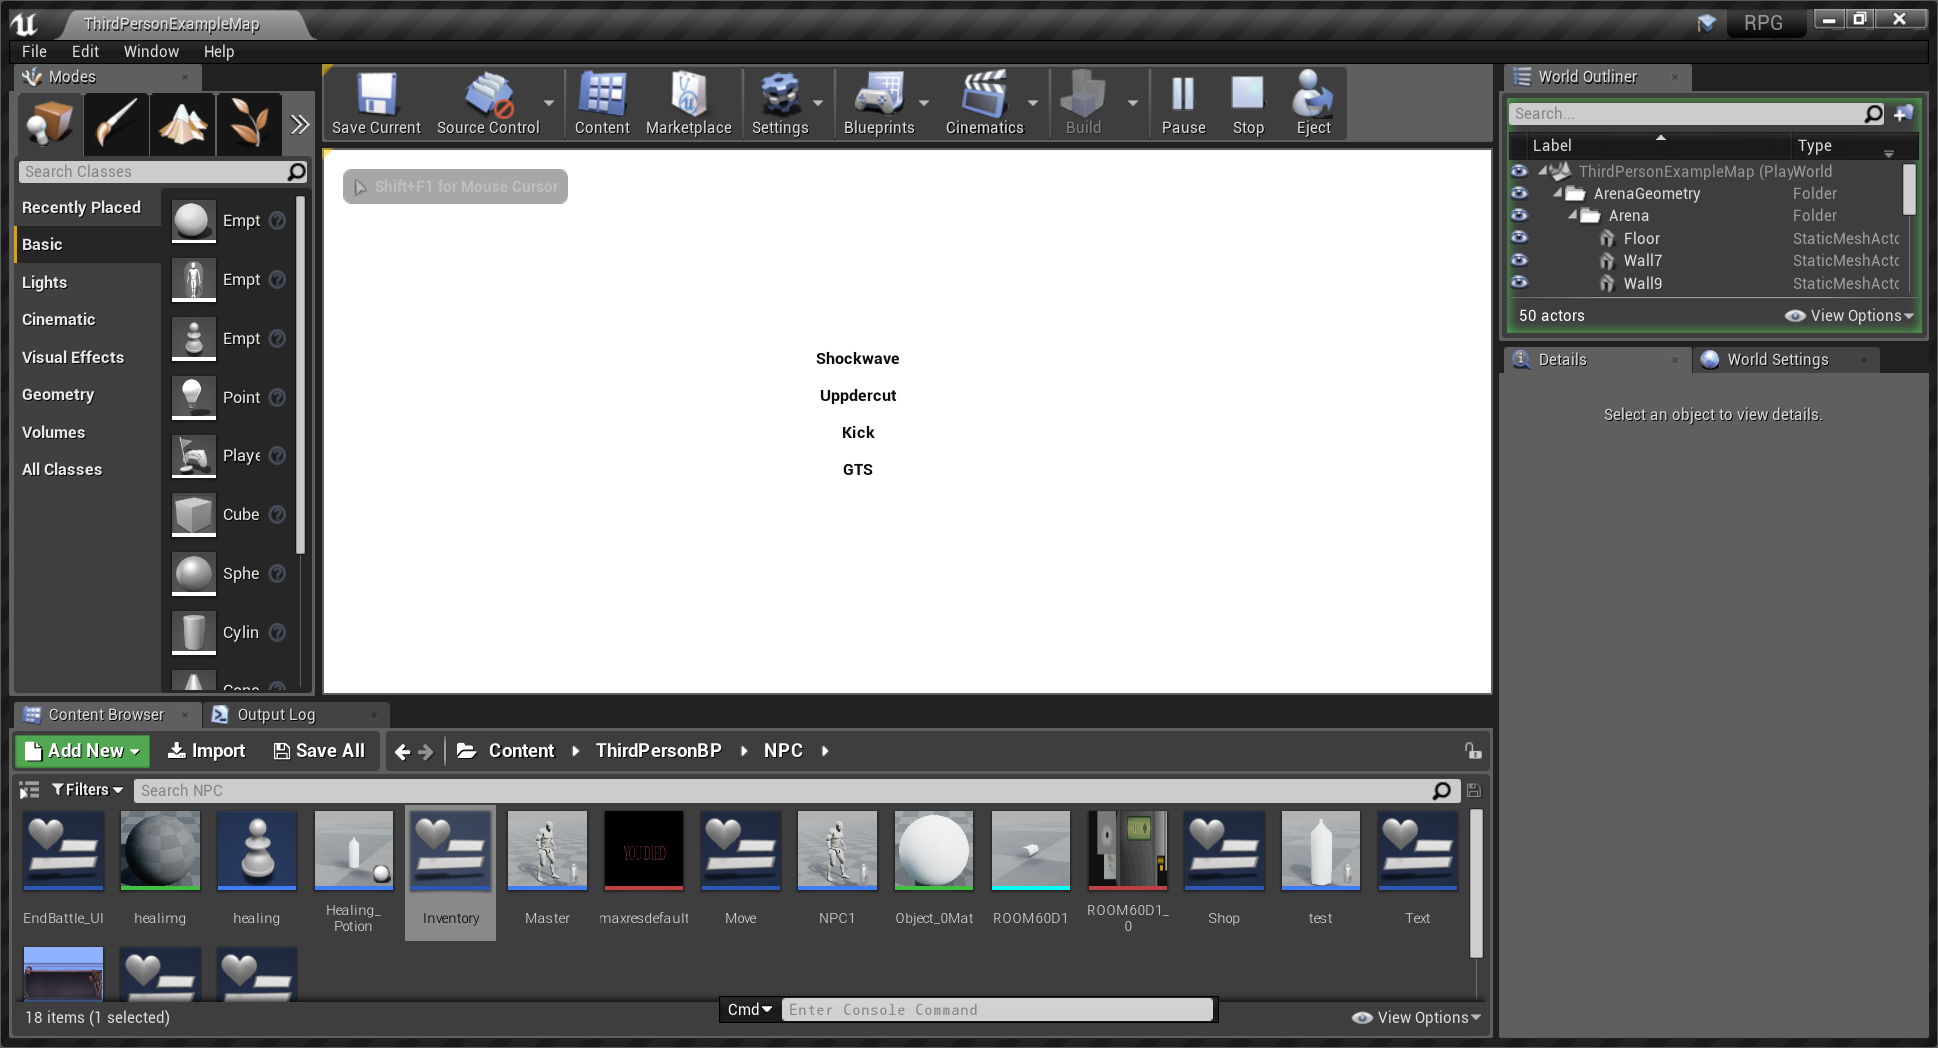 ThirdPersonExampleMap
RPG
File Edit Window Help
Modes
Search Classes
Recently Placed
Basic
Lights
Cinematic
Visual Effects
Geometry
Volumes
All Classes
Empt
Empt
Empt
Point
Playe
Cube
Sphe
Cylin
Cone
Save Current
Source Control
Content
Marketplace
Settings
Blueprints
Cinematics
Build
Pause
Stop
Eject
Shift+F1 for Mouse Cursor
Shockwave
Uppdercut
Kick
GTS
World Outliner
Search...
Label Type
ThirdPersonExampleMap (Play World
ArenaGeometry Folder
Arena Folder
Floor StaticMeshActo
Wall7 StaticMeshActo
Wall9 StaticMeshActo
50 actors View Options
Details
World Settings
Select an object to view details.
Content Browser
Output Log
Add New Import Save All Content ThirdPersonBP NPC
Filters Search NPC
EndBattle_UI
healimg
healing
Healing_
Potion
Inventory
Master
YOU DIED
maxresdefault
Move
NPC1
Object_0Mat
ROOM60D1
ROOM60D1_
0
Shop
test
Text
18 items (1 selected)
Cmd Enter Console Command
View Options